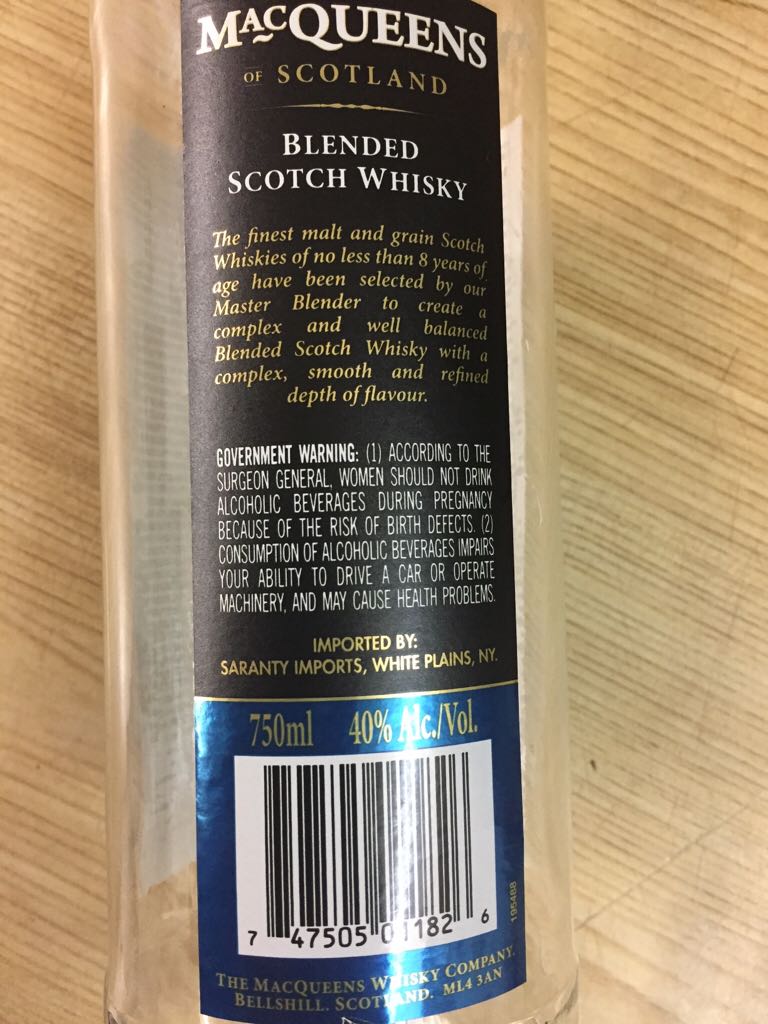 MACQUEENS
OF SCOTLAND
BLENDED
SCOTCH WHISKY
The finest malt and grain Scotch
Whiskies of no less than 8 years of
age have been selected by our
Master Blender to create a
complex and well balanced
Blended Scotch Whisky with a
complex, smooth and refined
depth of flavour.
GOVERNMENT WARNING: (1) ACCORDING TO THE
SURGEON GENERAL, WOMEN SHOULD NOT DRINK
ALCOHOLIC BEVERAGES DURING PREGNANCY
BECAUSE OF THE RISK OF BIRTH DEFECTS. (2)
CONSUMPTION OF ALCOHOLIC BEVERAGES IMPAIRS
YOUR ABILITY TO DRIVE A CAR OR OPERATE
MACHINERY, AND MAY CAUSE HEALTH PROBLEMS.
IMPORTED BY:
SARANTY IMPORTS, WHITE PLAINS, NY.
750ml 40% Alc./Vol.
7 47505 01182 6
195488
THE MACQUEENS WHISKY COMPANY.
BELLSHILL. SCOTLAND. ML4 3AN